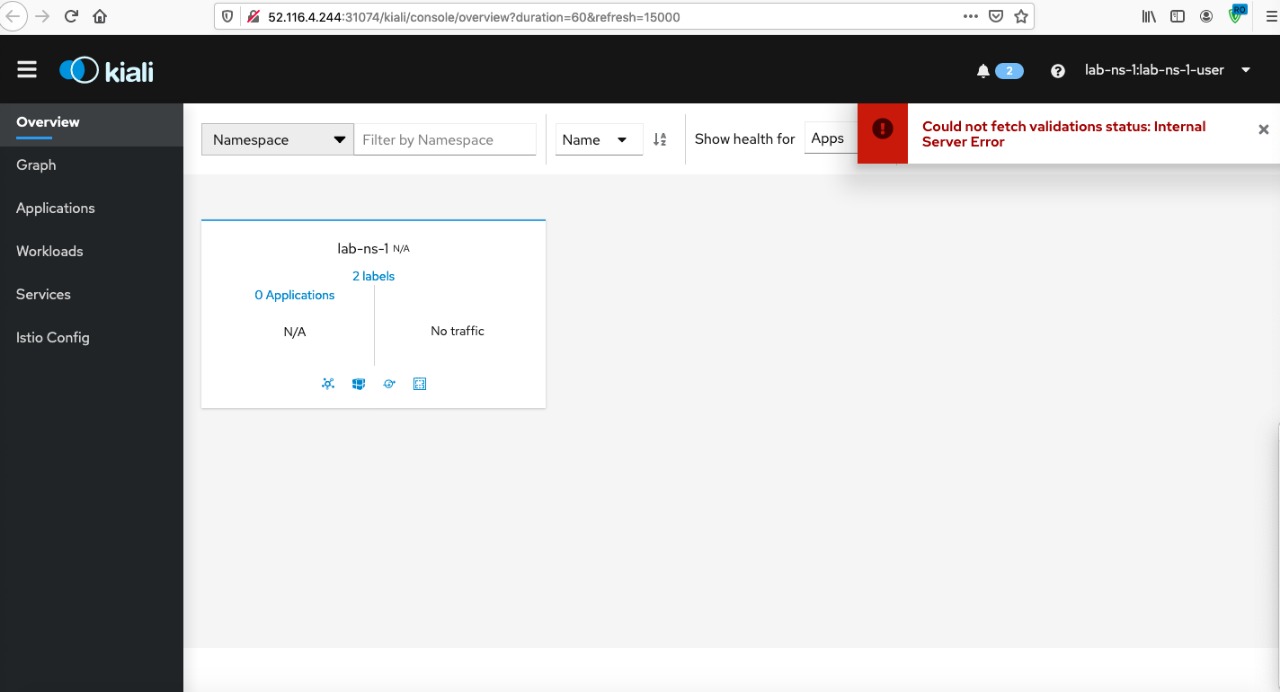 52.116.4.244:31074/kiali/console/overview?duration=60&refresh=15000
RO
kiali
2
lab-ns-1:lab-ns-1-user
Overview
Graph
Applications
Workloads
Services
Istio Config
Namespace
Filter by Namespace
Name
Show health for
Apps
Could not fetch validations status: Internal
Server Error
lab-ns-1 N/A
2 labels
0 Applications
N/A
No traffic